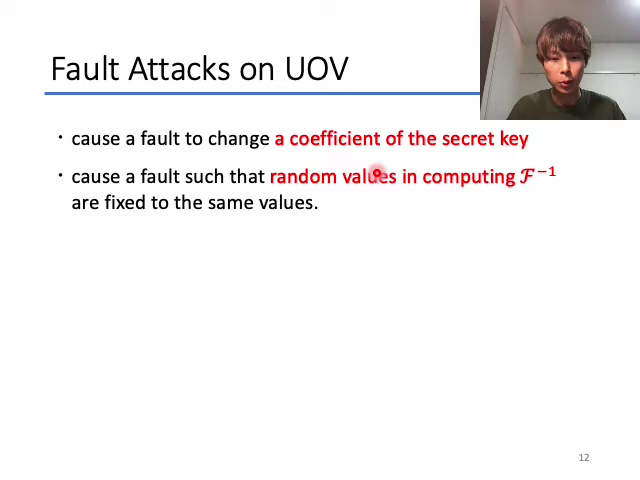 Fault Attacks on UOV
・ cause a fault to change a coefficient of the secret key
・ cause a fault such that random values in computing ℱ⁻¹
are fixed to the same values.
12